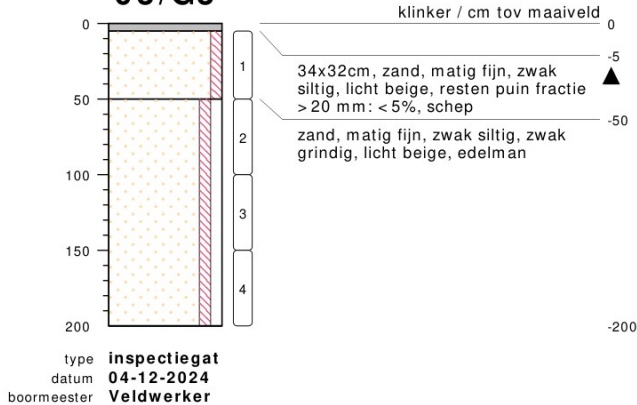 klinker / cm tov maaiveld
0
0
-5
1
34x32cm, zand, matig fijn, zwak
siltig, licht beige, resten puin fractie
>20 mm: <5%, schep
50
-50
2
zand, matig fijn, zwak siltig, zwak
grindig, licht beige, edelman
100
3
150
4
200
-200
type inspectiegat
datum 04-12-2024
boormeester Veldwerker